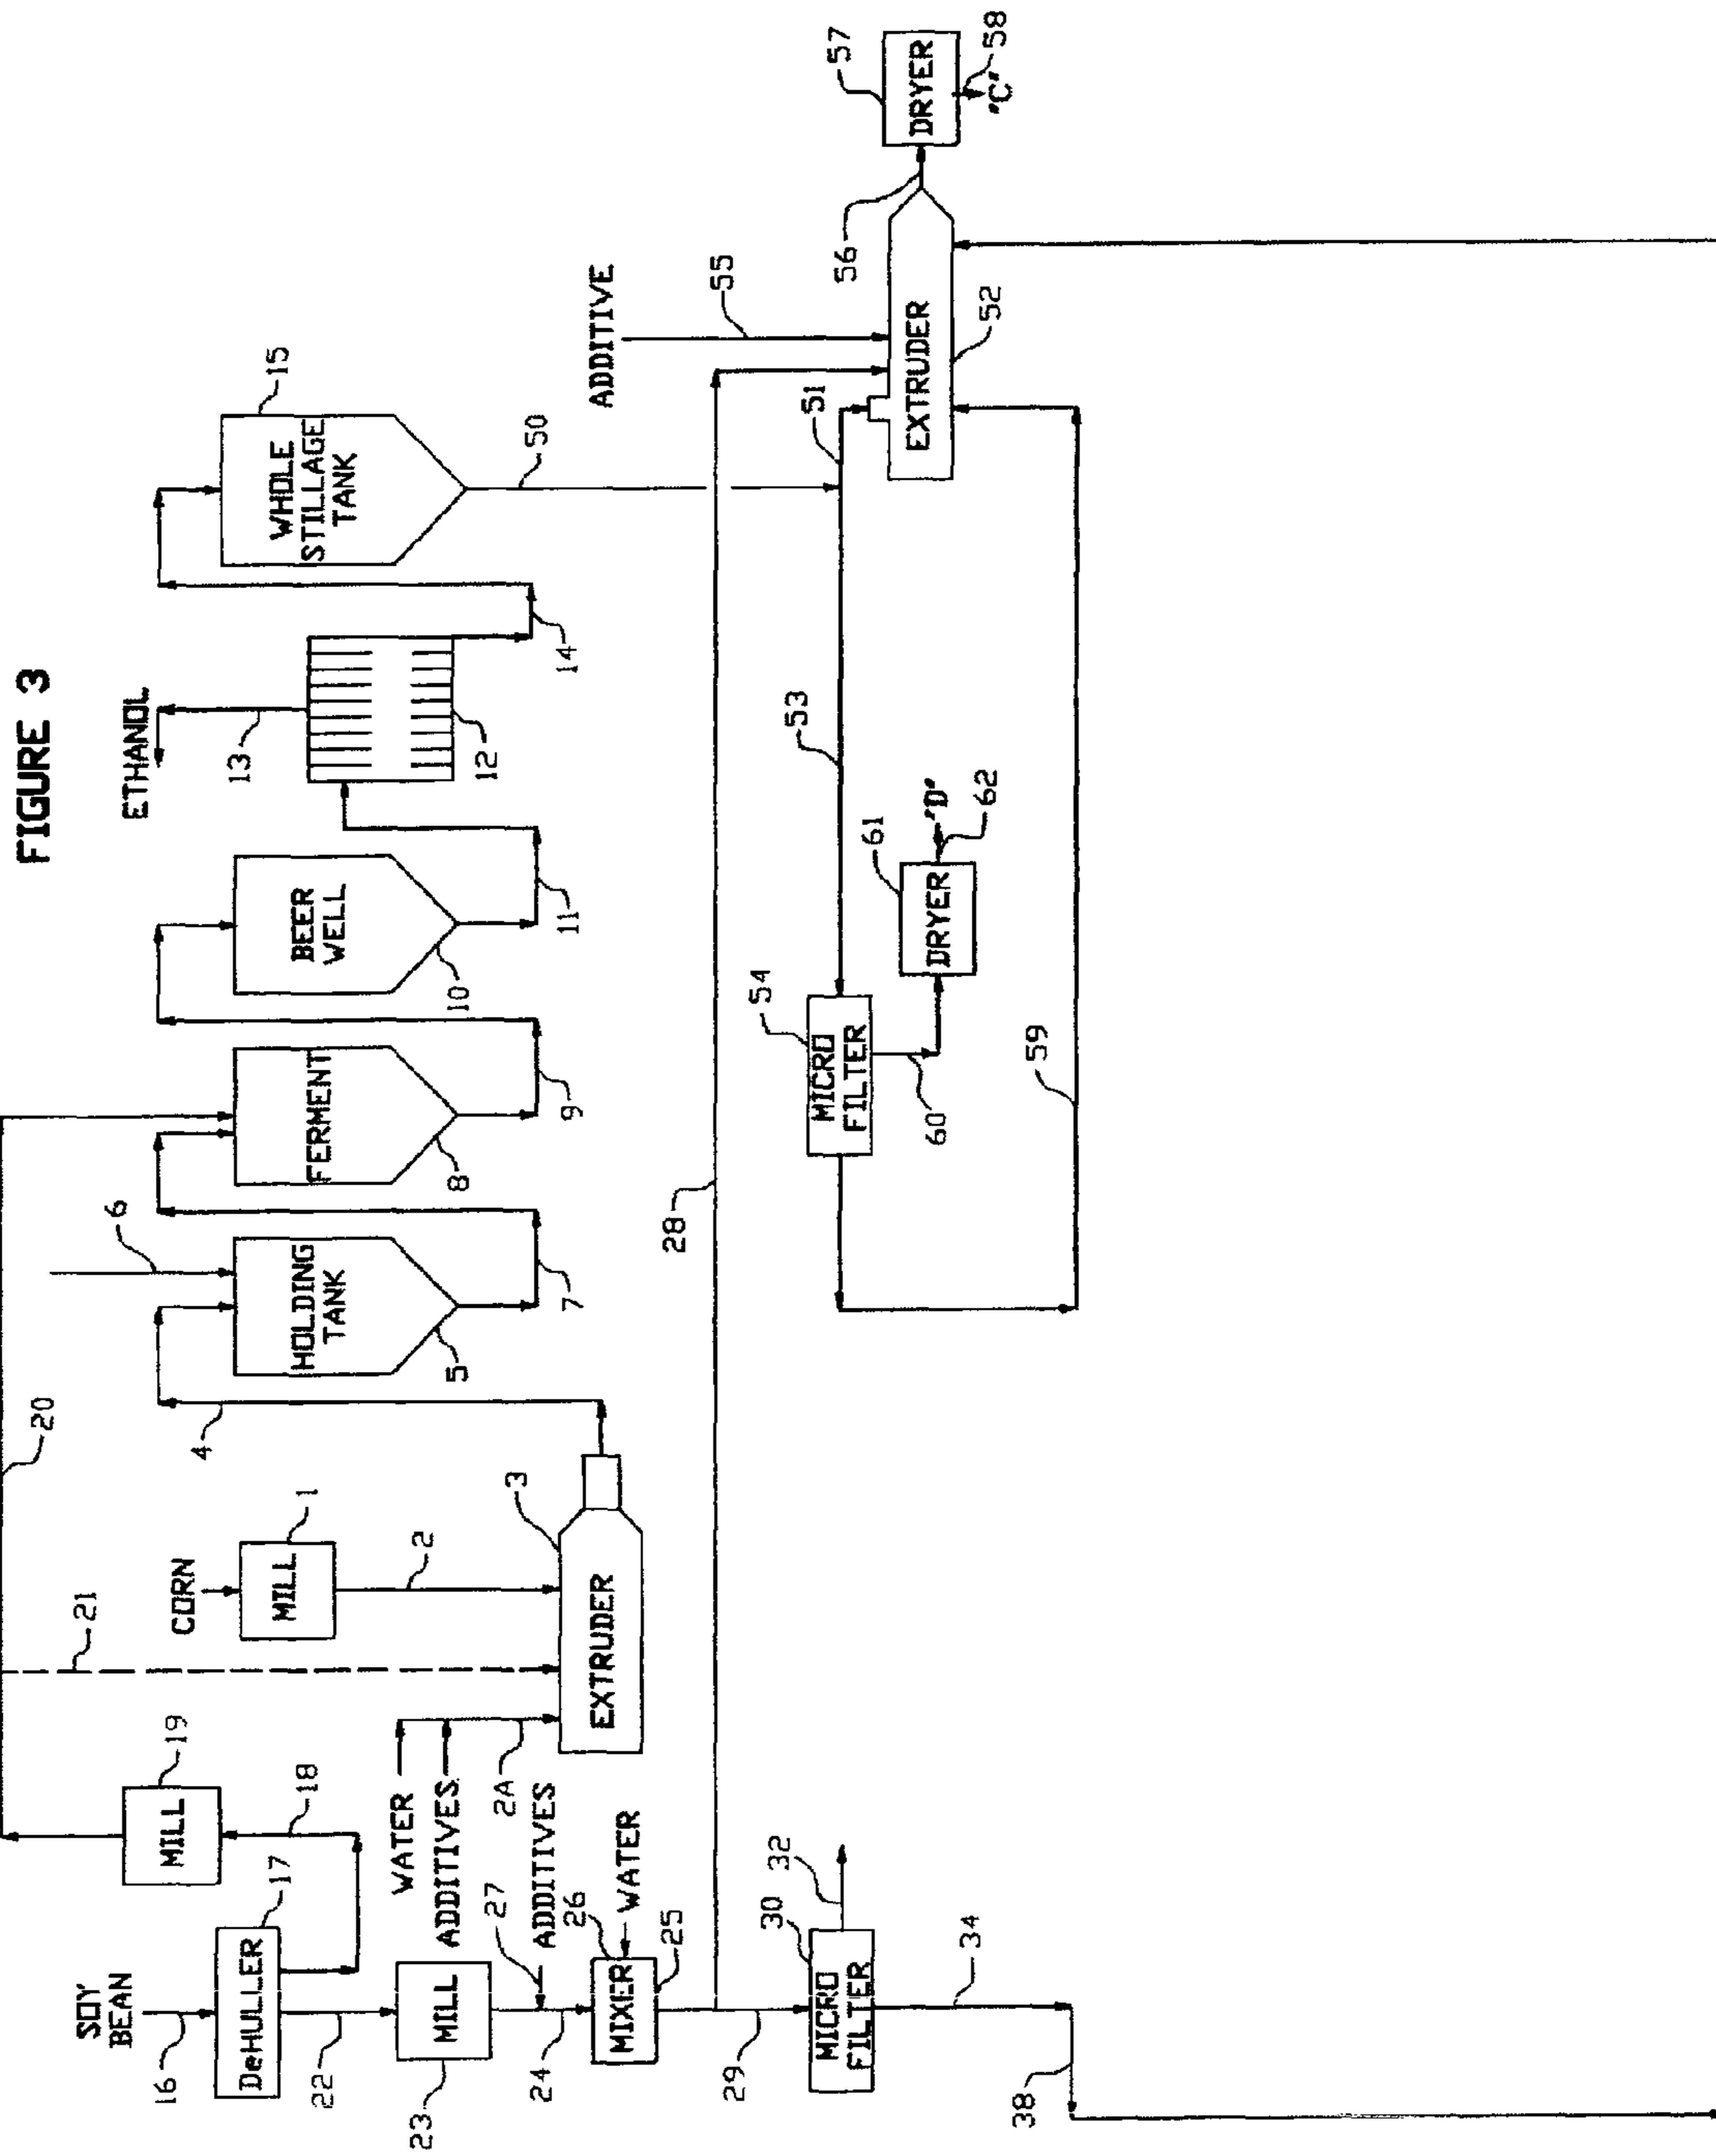 FIGURE 3
SOY
BEAN
16
DeHULLER
17
18
MILL
19
20
21
22
MILL
23
24
27
ADDITIVES
MIXER
26
WATER
25
28
29
MICRO
FILTER
30
32
34
38
CORN
MILL
1
2
WATER
ADDITIVES
2A
EXTRUDER
3
4
HOLDING
TANK
5
6
7
FERMENT
8
9
BEER
WELL
10
11
12
ETHANOL
13
14
WHOLE
STILLAGE
TANK
15
50
51
53
MICRO
FILTER
54
60
DRYER
61
62
'D'
59
ADDITIVE
55
EXTRUDER
52
56
DRYER
57
58
'C'